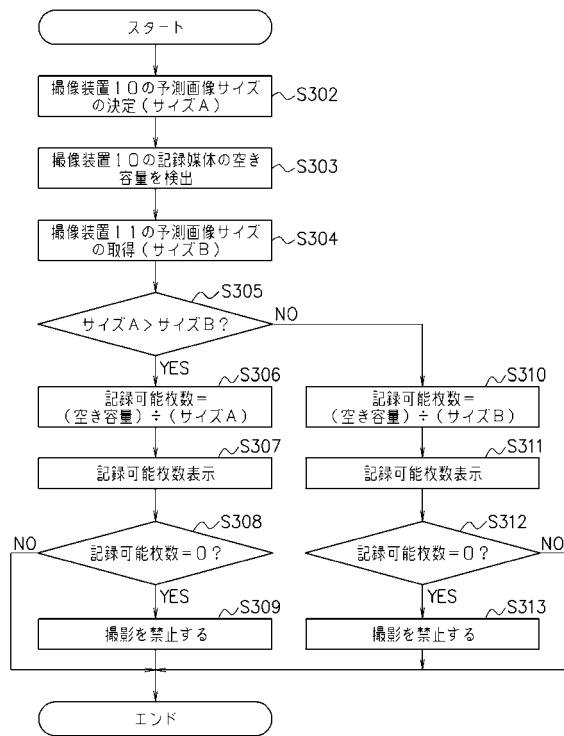 スタート
撮像装置10の予測画像サイズ
の決定(サイズA)
S302
撮像装置10の記録媒体の空き
容量を検出
S303
撮像装置11の予測画像サイズ
の取得(サイズB)
S304
S305
サイズA>サイズB?
NO
YES
S306
記録可能枚数=
(空き容量)÷(サイズA)
S310
記録可能枚数=
(空き容量)÷(サイズB)
S307
記録可能枚数表示
S311
記録可能枚数表示
S308
NO
記録可能枚数=0?
S312
記録可能枚数=0?
NO
YES
YES
S309
撮影を禁止する
S313
撮影を禁止する
エンド